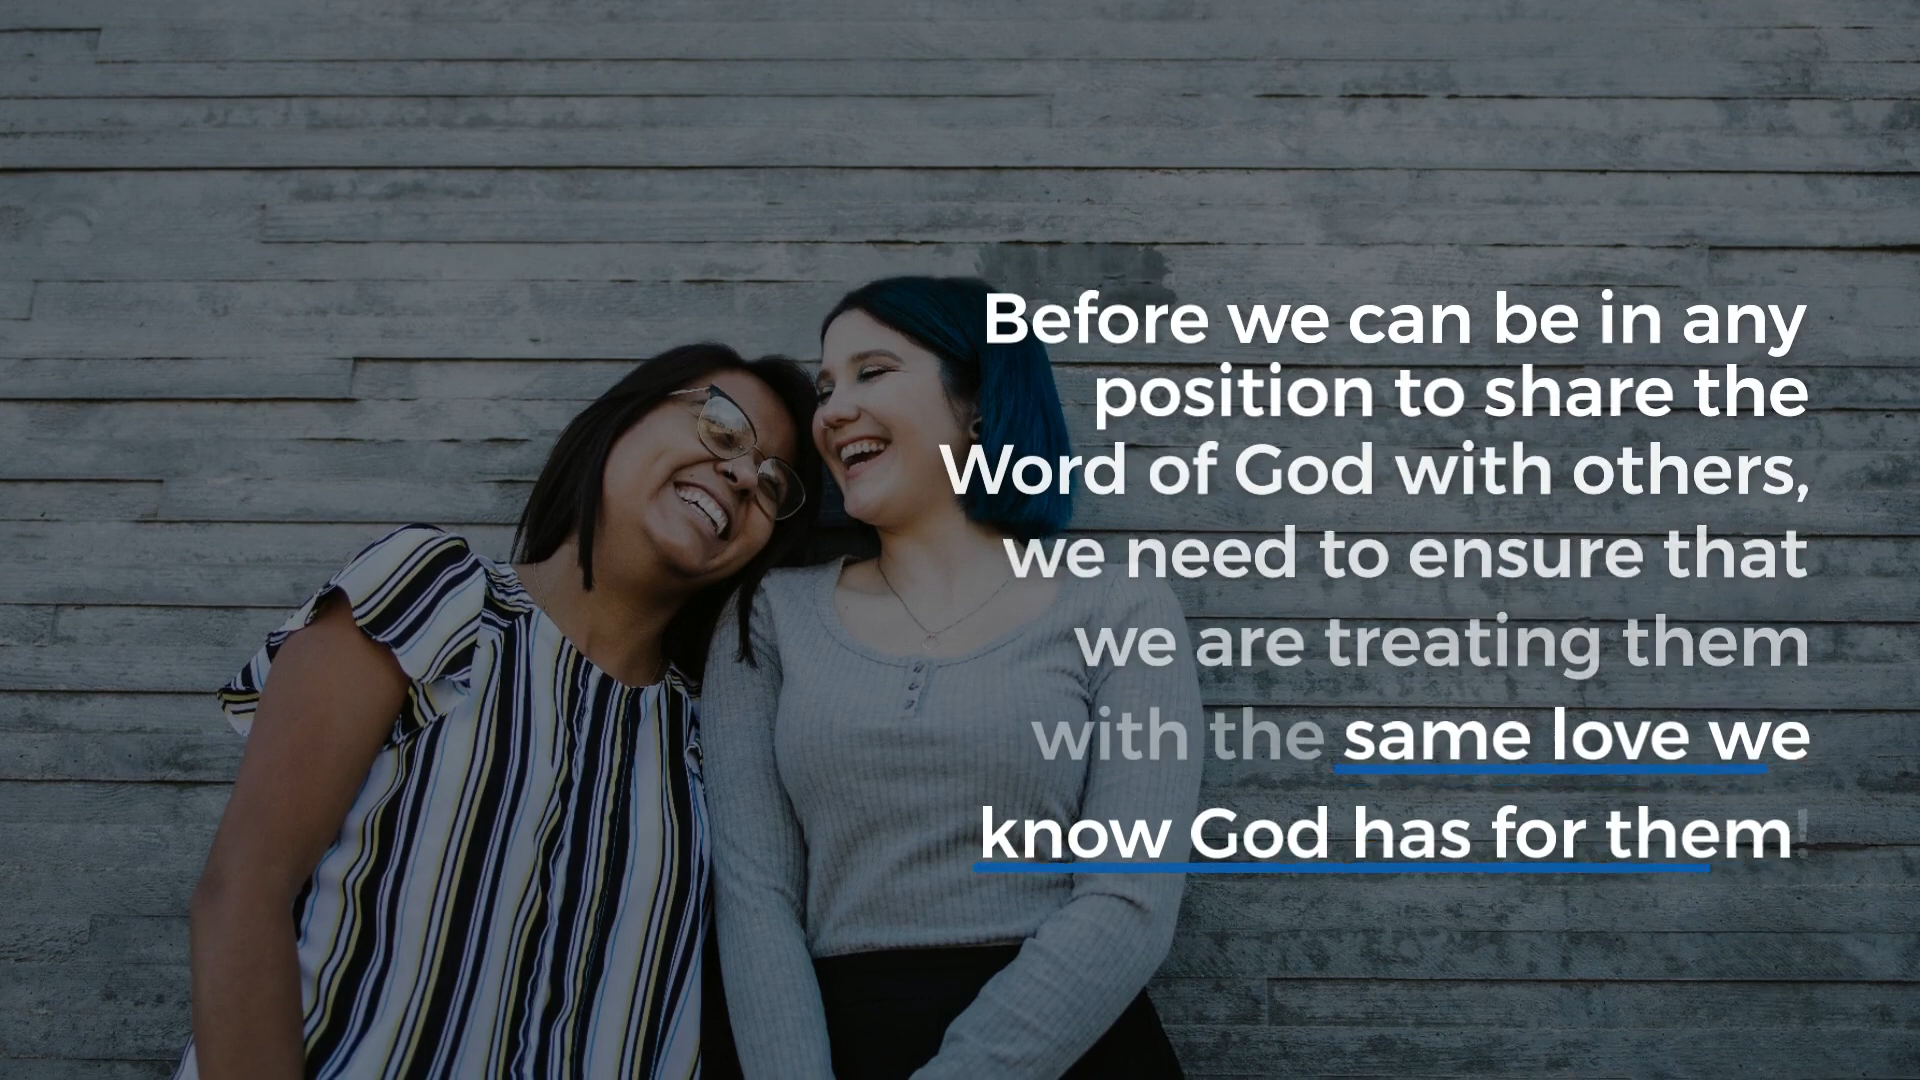 Before we can be in any
position to share the
Word of God with others,
we need to ensure that
we are treating them
with the same love we
know God has for them!